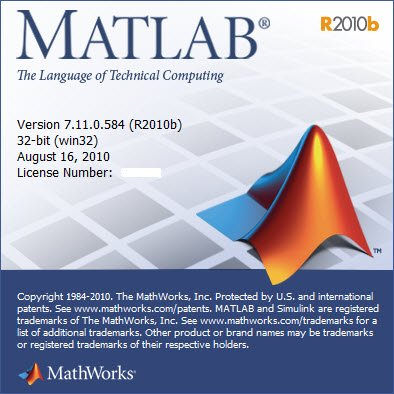 MATLAB®
R2010b
The Language of Technical Computing
Version 7.11.0.584 (R2010b)
32-bit (win32)
August 16, 2010
License Number:
TM
Copyright 1984-2010. The MathWorks, Inc. Protected by U.S. and international
patents. See www.mathworks.com/patents. MATLAB and Simulink are registered
trademarks of The MathWorks, Inc. See www.mathworks.com/trademarks for a
list of additional trademarks. Other product or brand names may be trademarks
or registered trademarks of their respective holders.
MathWorks®